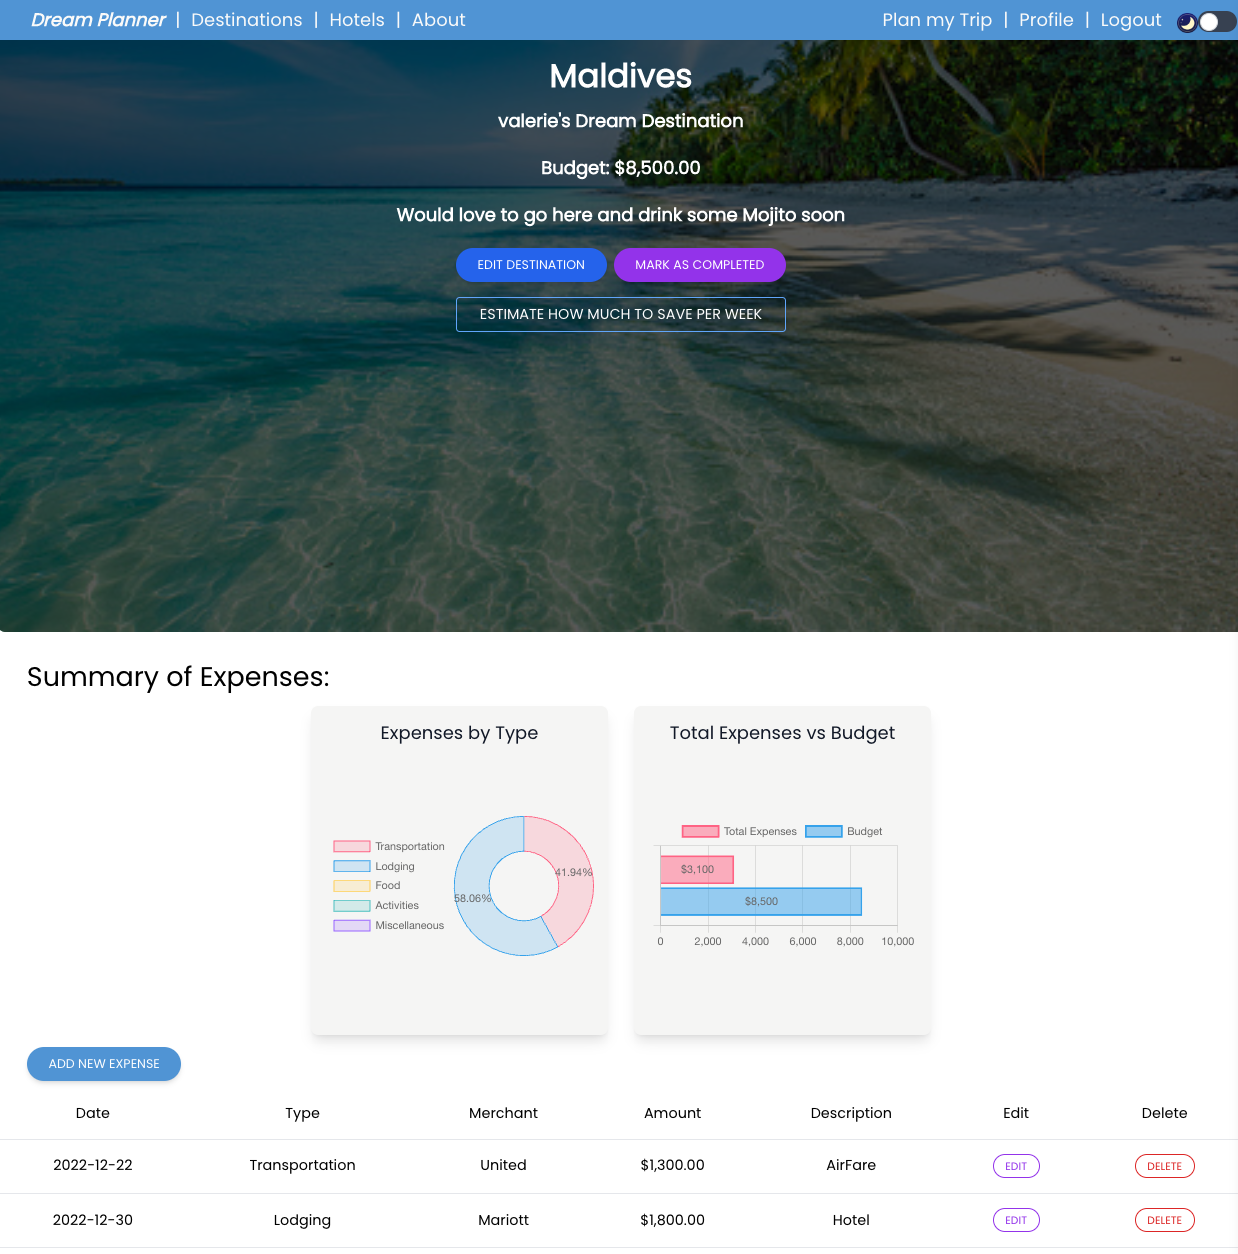 Dream Planner | Destinations | Hotels | About Plan my Trip | Profile | Logout
Maldives
valerie's Dream Destination
Budget: $8,500.00
Would love to go here and drink some Mojito soon
EDIT DESTINATION MARK AS COMPLETED
ESTIMATE HOW MUCH TO SAVE PER WEEK
Summary of Expenses:
Expenses by Type
Transportation
Lodging
Food
Activities
Miscellaneous
41.94%
58.06%
Total Expenses vs Budget
Total Expenses Budget
$3,100
$8,500
0 2,000 4,000 6,000 8,000 10,000
ADD NEW EXPENSE
Date Type Merchant Amount Description Edit Delete
2022-12-22 Transportation United $1,300.00 AirFare EDIT DELETE
2022-12-30 Lodging Mariott $1,800.00 Hotel EDIT DELETE